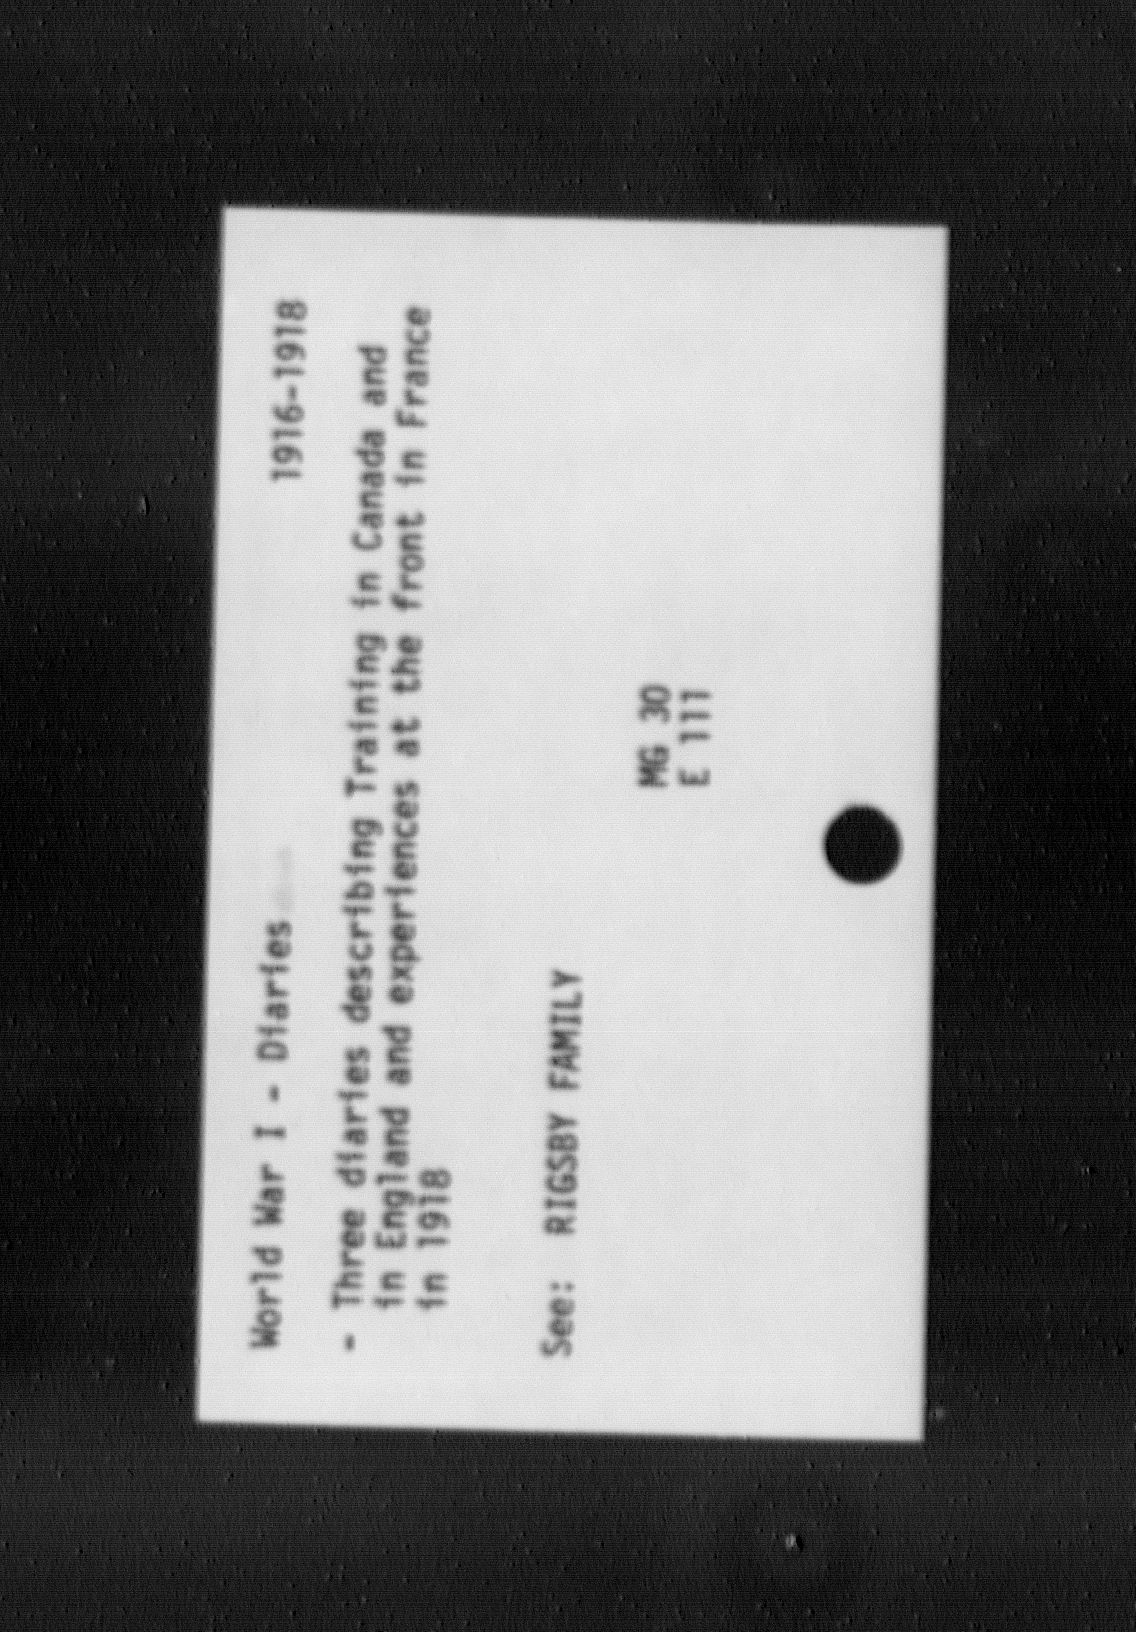 World War I - Diaries 1916-1918
- Three diaries describing Training in Canada and
in England and experiences at the front in France
in 1918
See: RIGSBY FAMILY
MG 30
E 111